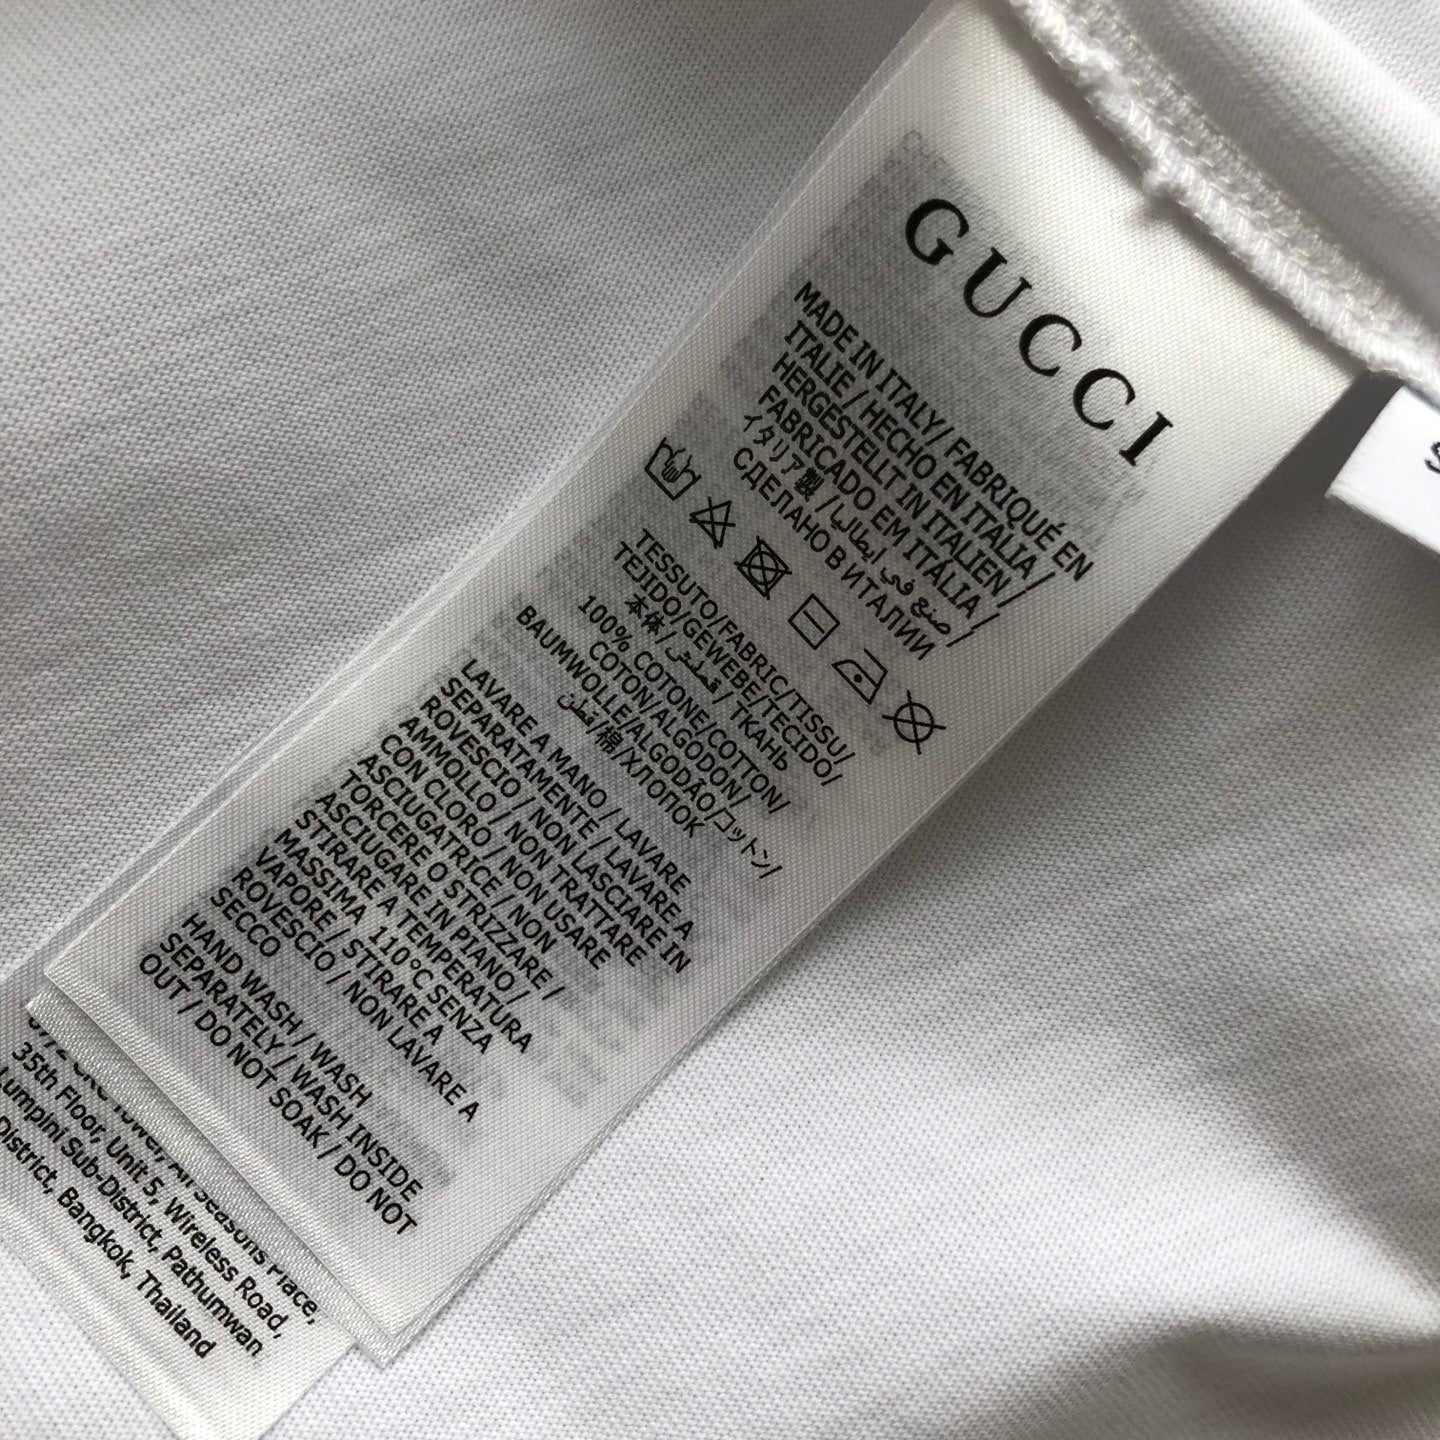 GUCCI
MADE IN ITALY/ FABRIQUÉ EN
ITALIE / HECHO EN ITALIA /
HERGESTELLT IN ITALIEN /
FABRICADO EM ITÁLIA /
イタリア製 / صنع في ايطاليا /
СДЕЛАНО В ИТАЛИИ
TESSUTO/FABRIC/TISSU/
TEJIDO/GEWEBE/TECIDO/
本体/قماش/ ТКАНЬ
100% COTONE/COTTON/
COTON/ALGODON/
BAUMWOLLE/ALGODÃO/コットン/
قطن/棉/ХЛОПОК
LAVARE A MANO / LAVARE
SEPARATAMENTE / LAVARE A
ROVESCIO / NON LASCIARE IN
AMMOLLO / NON TRATTARE
CON CLORO / NON USARE
ASCIUGATRICE / NON
TORCERE O STRIZZARE /
ASCIUGARE IN PIANO /
STIRARE A TEMPERATURA
MASSIMA 110°C SENZA
VAPORE / STIRARE A
ROVESCIO / NON LAVARE A
SECCO
HAND WASH / WASH
SEPARATELY / WASH INSIDE
OUT / DO NOT SOAK / DO NOT
Tower, All Seasons Place,
35th Floor, Unit 5, Wireless Road,
Lumpini Sub-District, Pathumwan
District, Bangkok, Thailand